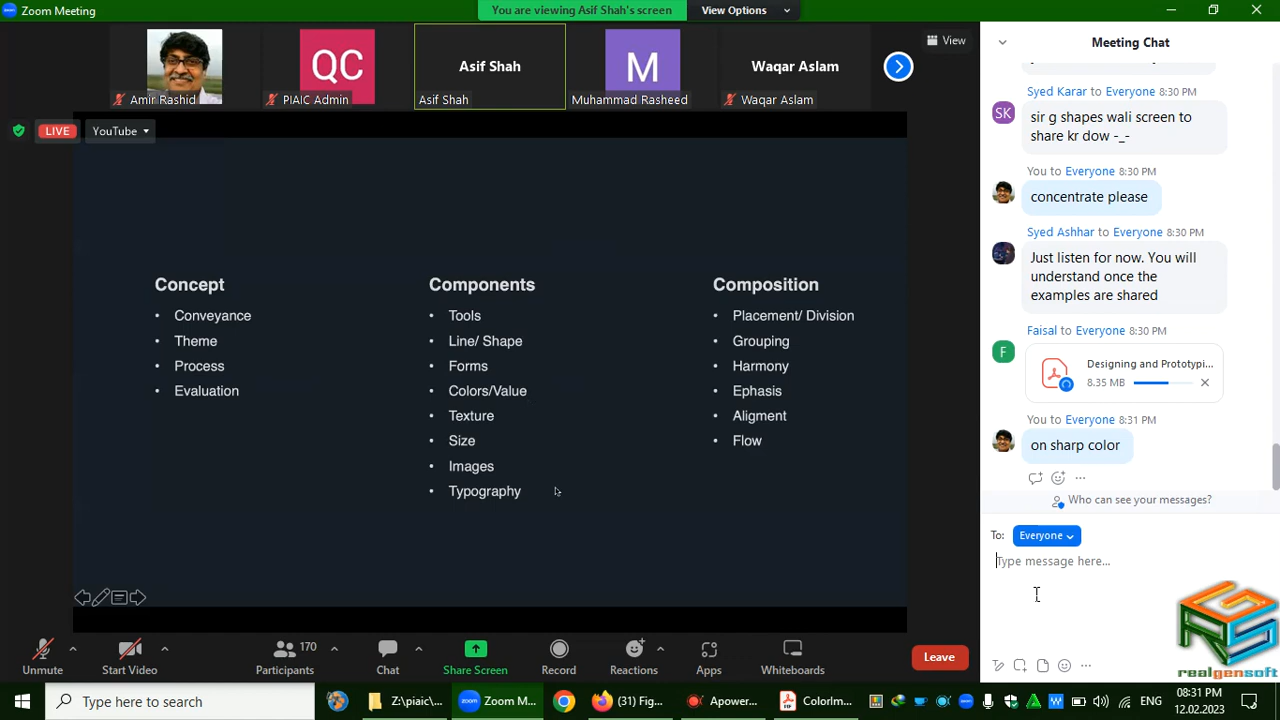 Zoom Meeting
You are viewing Asif Shah's screen
View Options
QC
Asif Shah
M
Waqar Aslam
View
Amir Rashid
PIAIC Admin
Asif Shah
Muhammad Rasheed
Waqar Aslam
LIVE
YouTube
Concept
• Conveyance
• Theme
• Process
• Evaluation
Components
• Tools
• Line/ Shape
• Forms
• Colors/Value
• Texture
• Size
• Images
• Typography
Composition
• Placement/ Division
• Grouping
• Harmony
• Ephasis
• Aligment
• Flow
Meeting Chat
Syed Karar to Everyone 8:30 PM
SK
sir g shapes wali screen to
share kr dow -_-
You to Everyone 8:30 PM
concentrate please
Syed Ashhar to Everyone 8:30 PM
Just listen for now. You will
understand once the
examples are shared
Faisal to Everyone 8:30 PM
F
Designing and Prototypi...
8.35 MB
You to Everyone 8:31 PM
on sharp color
Who can see your messages?
To: Everyone
Type message here...
realgensoft
Unmute
Start Video
170
Participants
Chat
Share Screen
Record
Reactions
Apps
Whiteboards
Leave
Type here to search
Z:\piaic\...
Zoom M...
(31) Fig...
Apower...
ColorIm...
ENG
08:31 PM
12.02.2023